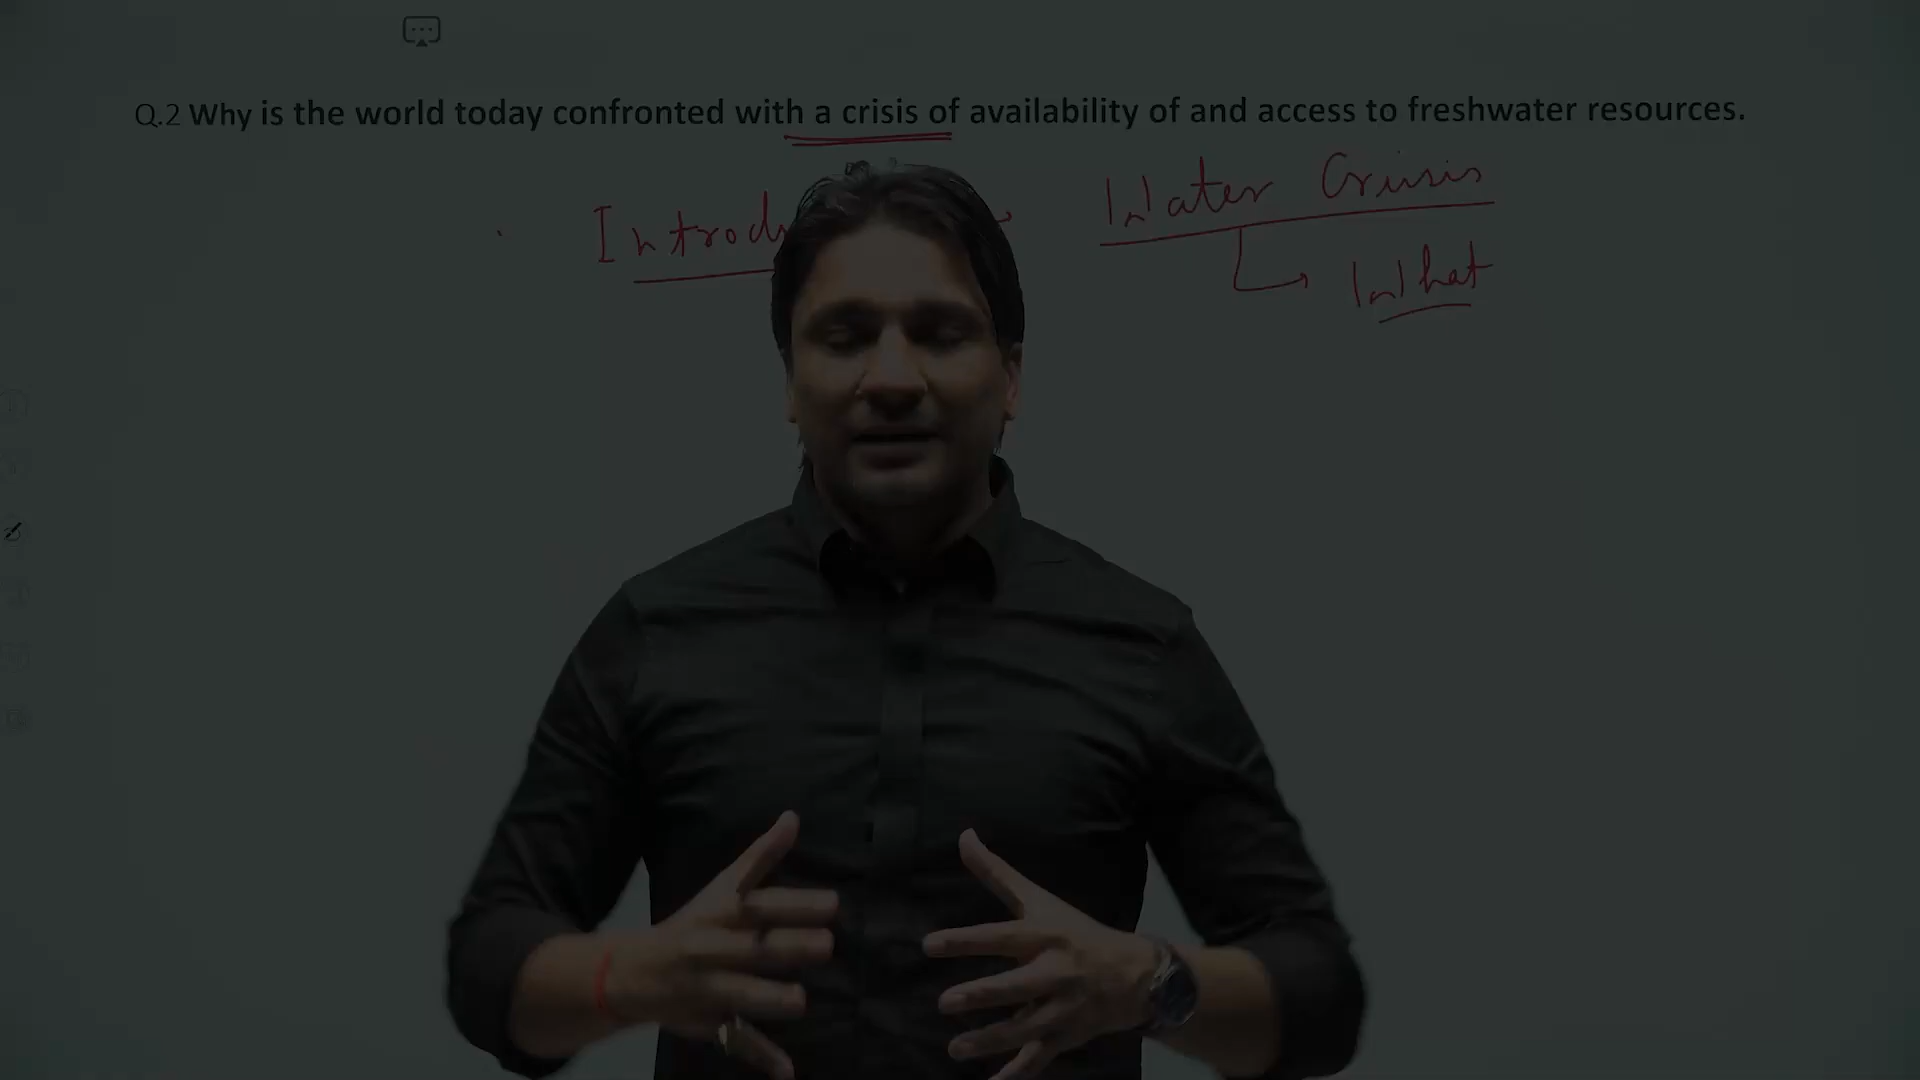 Q.2 Why is the world today confronted with a crisis of availability of and access to freshwater resources.
Water Crisis
What